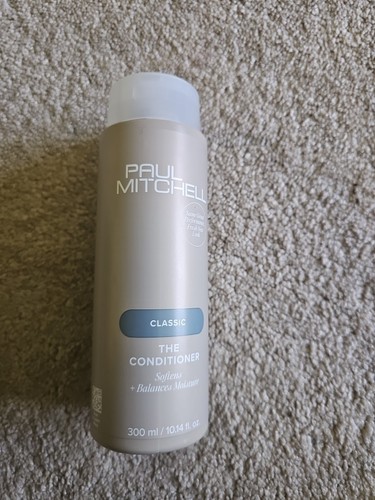 PAUL
MITCHELL
CLASSIC
THE
CONDITIONER
Softens
+ Balances Moisture
300 ml / 10.14 fl. oz.